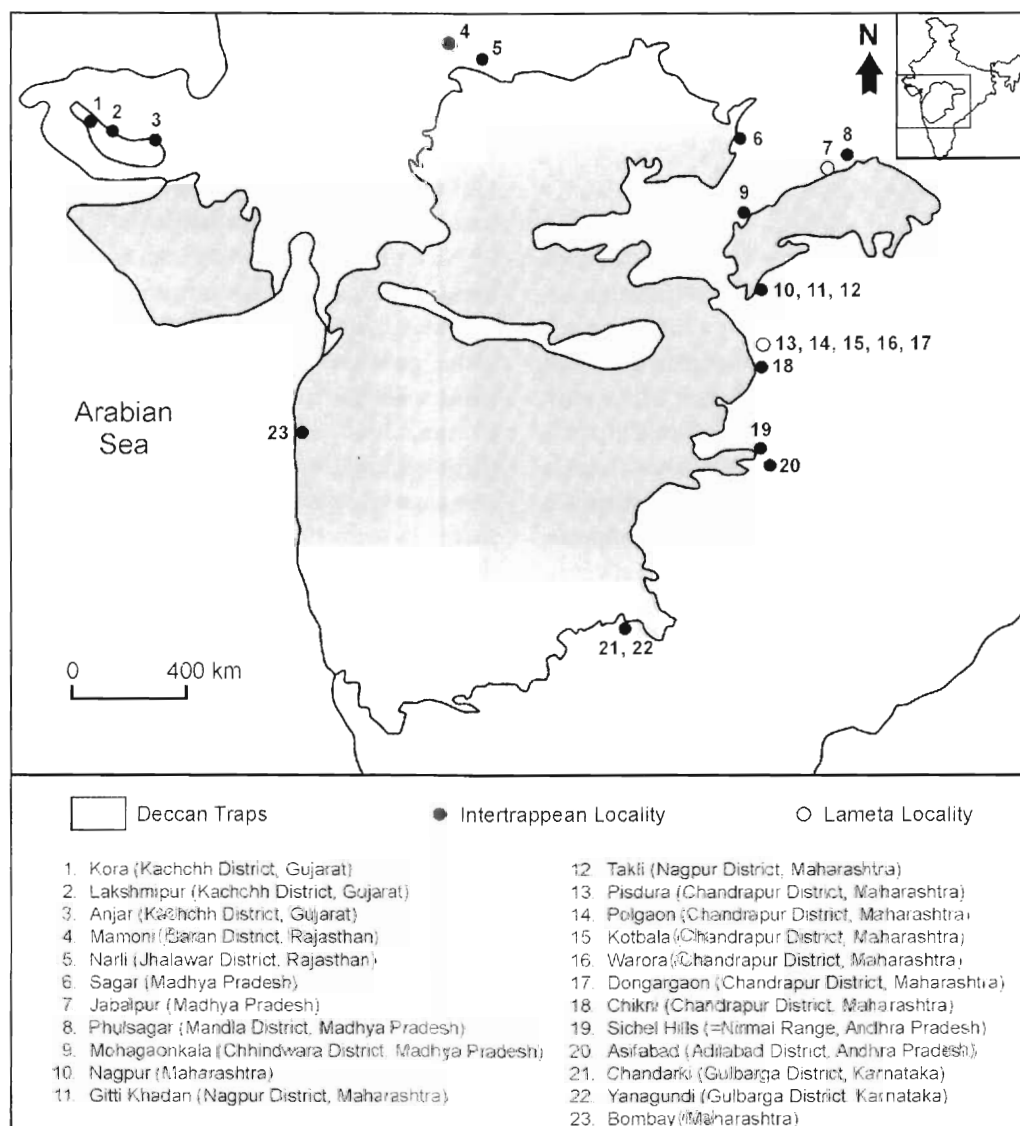 4
5
N
1
2
3
6
7
8
9
10, 11, 12
13, 14, 15, 16, 17
18
Arabian
Sea
23
19
20
21, 22
0 400 km
Deccan Traps
Intertrappean Locality
Lameta Locality
1. Kora (Kachchh District, Gujarat)
2. Lakshmipur (Kachchh District, Gujarat)
3. Anjar (Kachchh District, Gujarat)
4. Mamoni (Baran District, Rajasthan)
5. Narli (Jhalawar District, Rajasthan)
6. Sagar (Madhya Pradesh)
7. Jabalpur (Madhya Pradesh)
8. Phulsagar (Mandla District, Madhya Pradesh)
9. Mohagaonkala (Chhindwara District, Madhya Pradesh)
10. Nagpur (Maharashtra)
11. Gitti Khadan (Nagpur District, Maharashtra)
12. Takli (Nagpur District, Maharashtra)
13. Pisdura (Chandrapur District, Maharashtra)
14. Polgaon (Chandrapur District, Maharashtra)
15. Kotbala (Chandrapur District, Maharashtra)
16. Warora (Chandrapur District, Maharashtra)
17. Dongargaon (Chandrapur District, Maharashtra)
18. Chikni (Chandrapur District, Maharashtra)
19. Sichel Hills (=Nirmal Range, Andhra Pradesh)
20. Asifabad (Adilabad District, Andhra Pradesh)
21. Chandarki (Gulbarga District, Karnataka)
22. Yanagundi (Gulbarga District, Karnataka)
23. Bombay (Maharashtra)